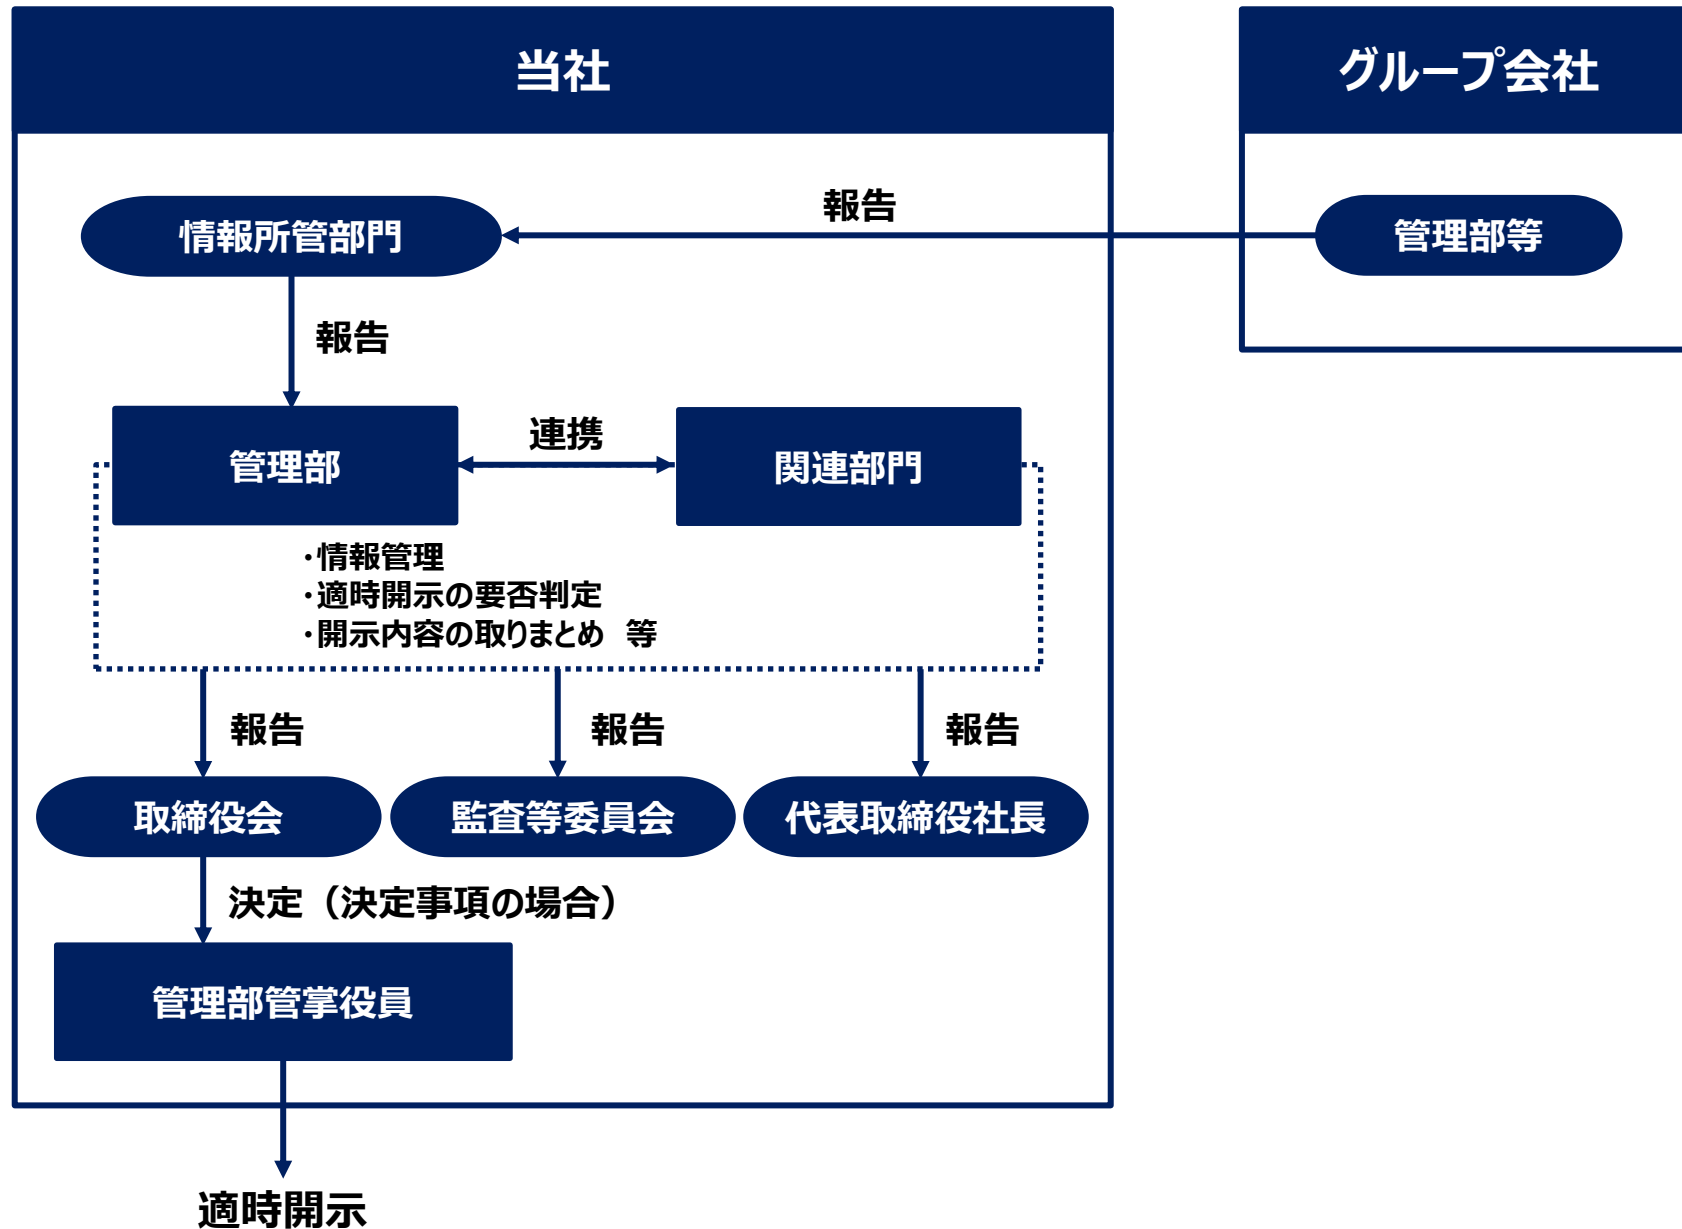 当社
グループ会社
報告
情報所管部門
管理部等
報告
連携
管理部
関連部門
・情報管理
・適時開示の要否判定
・開示内容の取りまとめ　等
報告
報告
報告
取締役会
監査等委員会
代表取締役社長
決定（決定事項の場合）
管理部管掌役員
適時開示